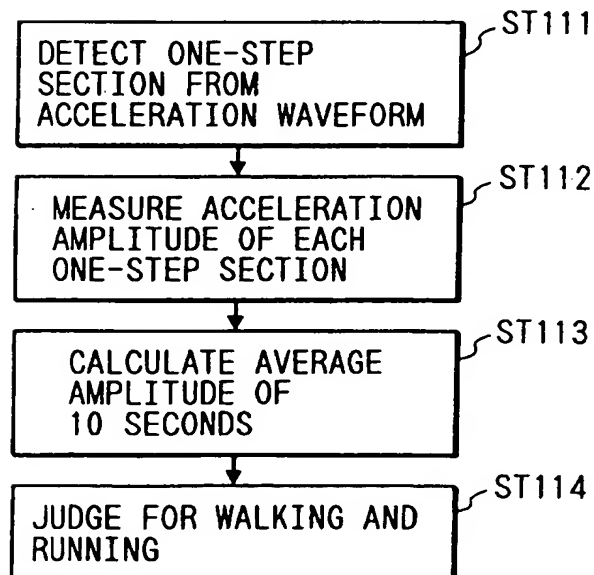 ST111
DETECT ONE-STEP
SECTION FROM
ACCELERATION WAVEFORM
ST112
MEASURE ACCELERATION
AMPLITUDE OF EACH
ONE-STEP SECTION
ST113
CALCULATE AVERAGE
AMPLITUDE OF
10 SECONDS
ST114
JUDGE FOR WALKING AND
RUNNING